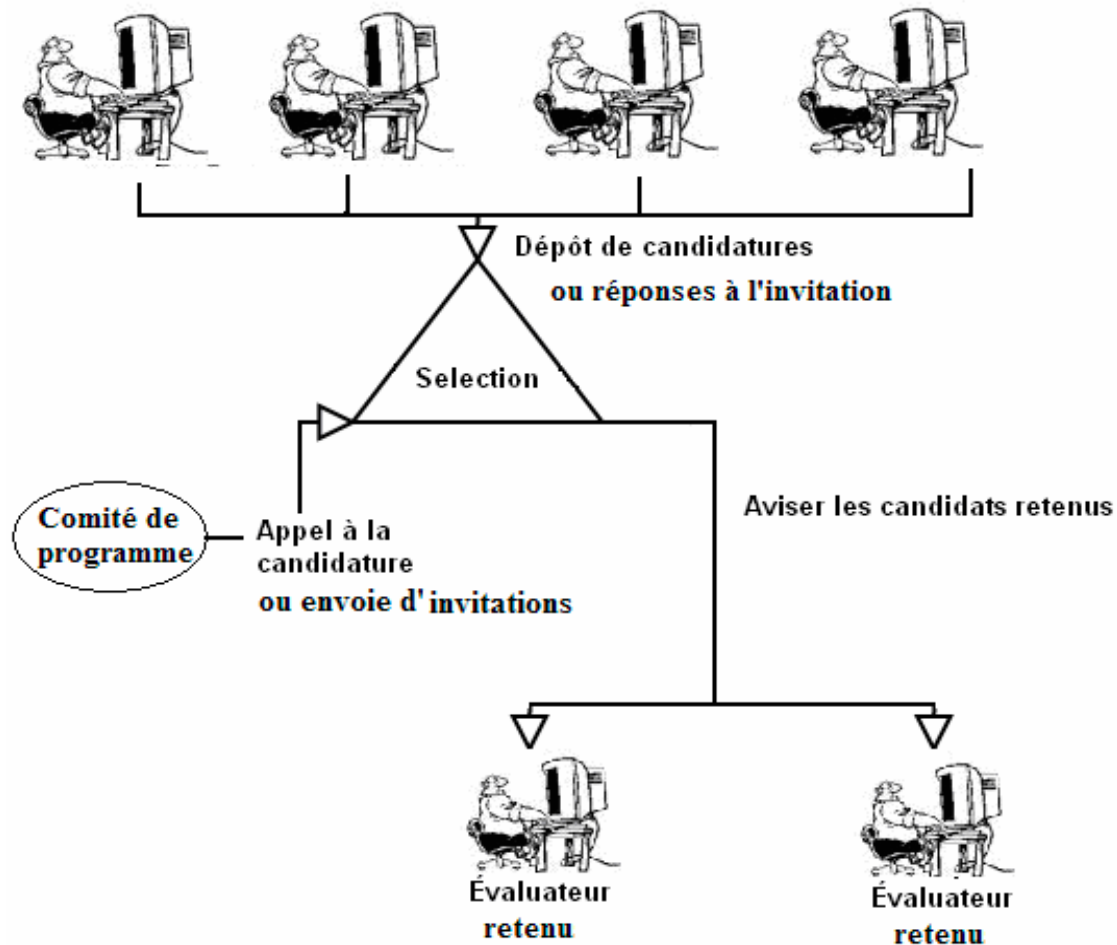 Dépôt de candidatures
ou réponses à l'invitation
Selection
Comité de
programme
Appel à la
candidature
ou envoie d' invitations
Aviser les candidats retenus
Évaluateur
retenu
Évaluateur
retenu